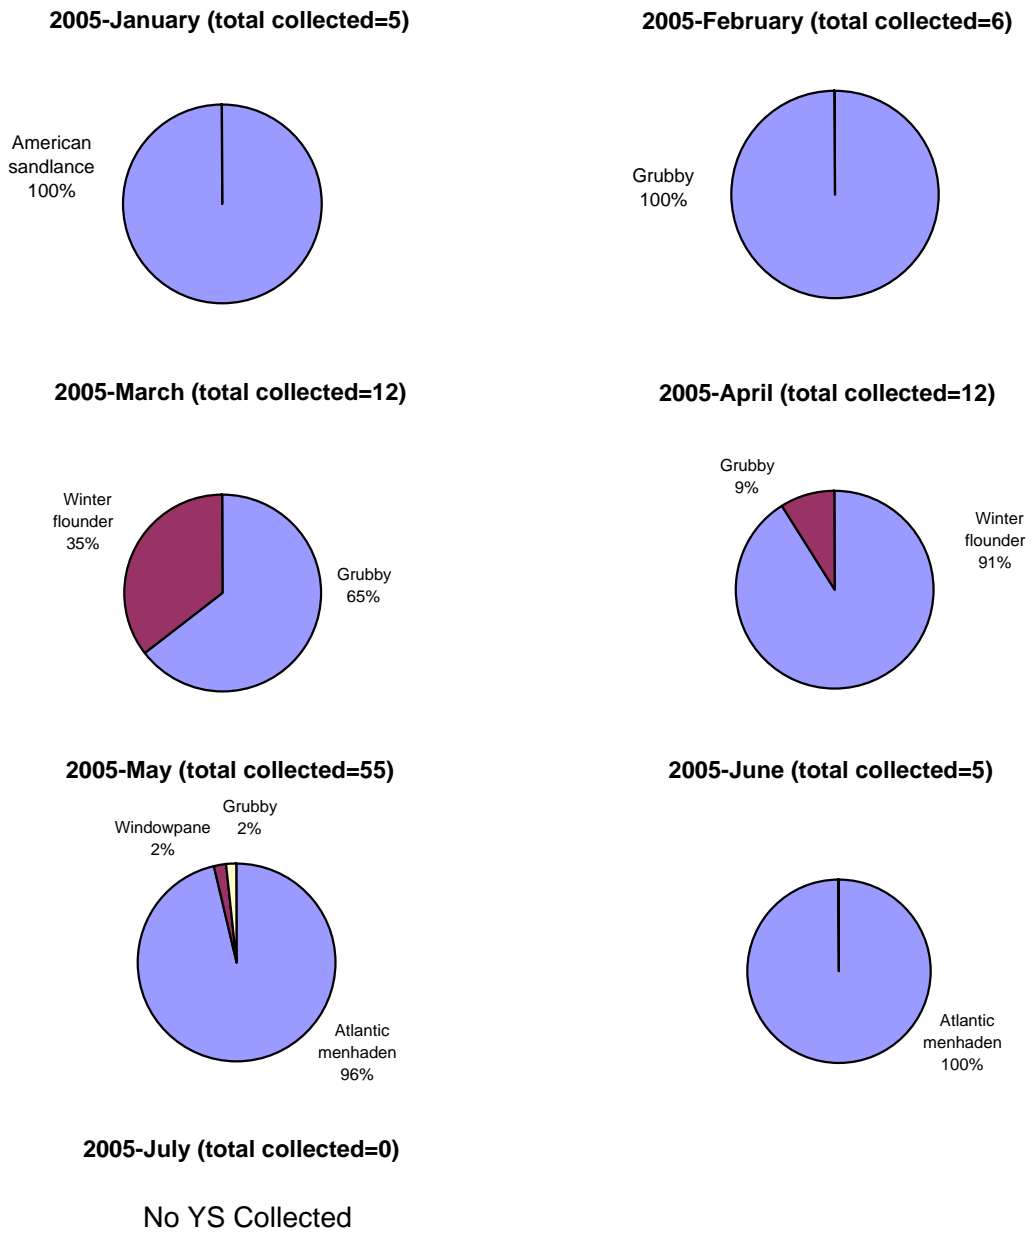 2005-January (total collected=5)
American
sandlance
100%
2005-February (total collected=6)
Grubby
100%
2005-March (total collected=12)
Winter
flounder
35%
Grubby
65%
2005-April (total collected=12)
Grubby
9%
Winter
flounder
91%
2005-May (total collected=55)
Windowpane
2%
Grubby
2%
Atlantic
menhaden
96%
2005-June (total collected=5)
Atlantic
menhaden
100%
2005-July (total collected=0)
No YS Collected